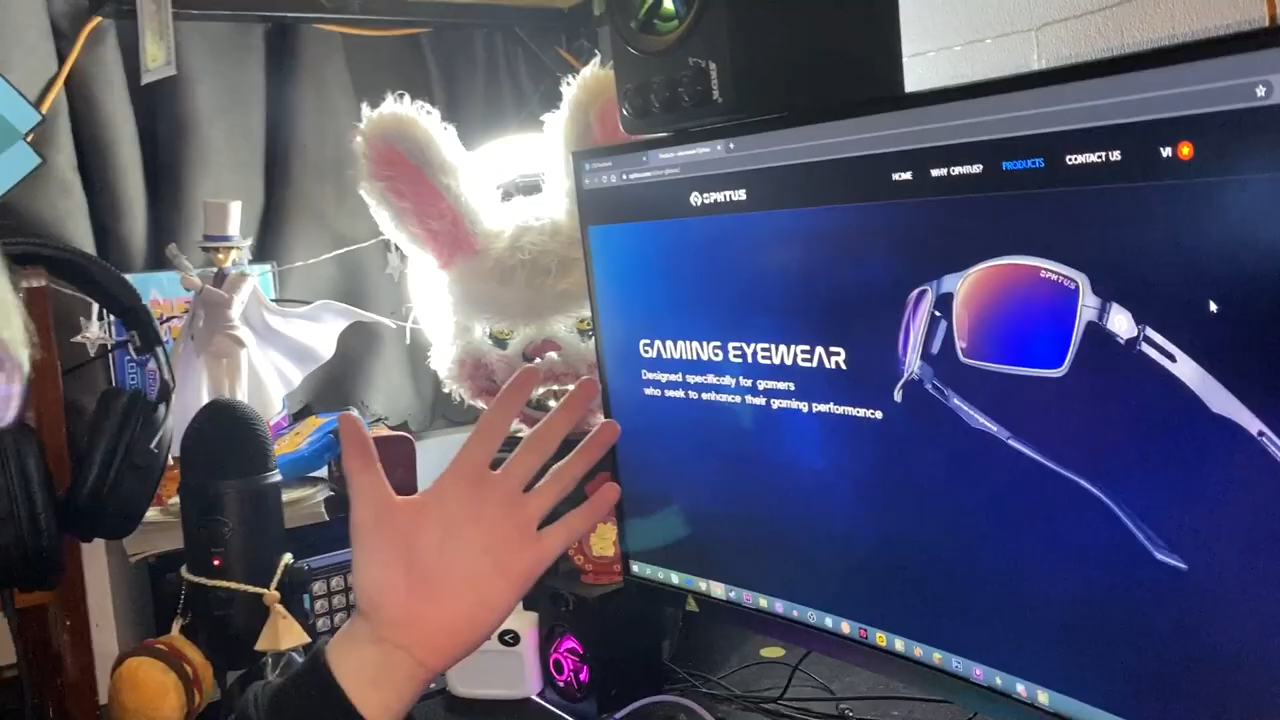 OPHTUS
HOME WHY OPHTUS? PRODUCTS CONTACT US VI
OPHTUS
GAMING EYEWEAR
Designed specifically for gamers
who seek to enhance their gaming performance